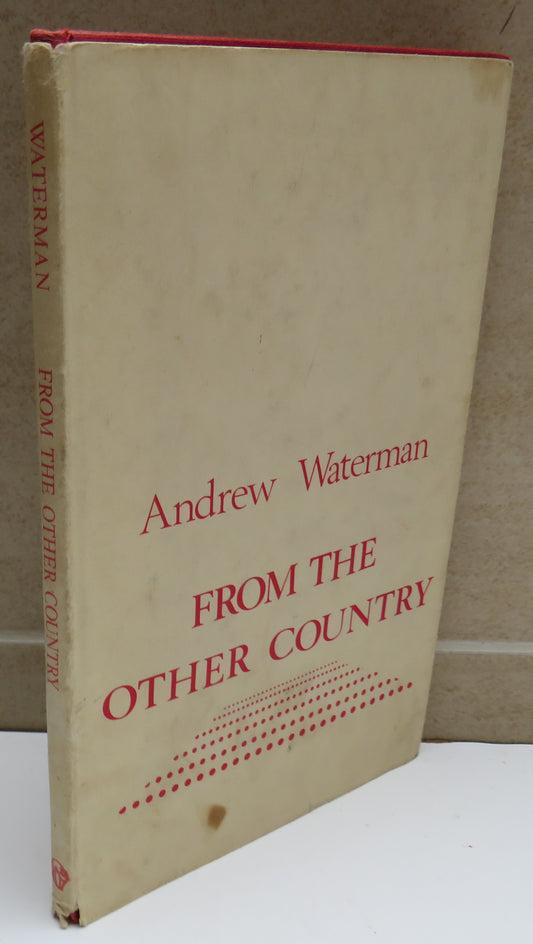 WATERMAN FROM THE OTHER COUNTRY
Andrew Waterman
FROM THE
OTHER COUNTRY